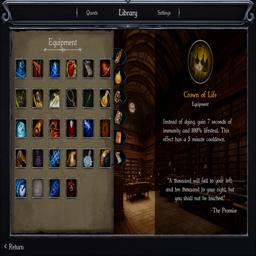 Quests Library Settings
Equipment
Crown of Life
Equipment
Instead of dying, gain 7 seconds of
immunity and 100% lifesteal. This
effect has a 3 minute cooldown.
"A thousand will fall to your left,
and ten thousand to your right, but
you shall not be touched."
-The Promise
< Return